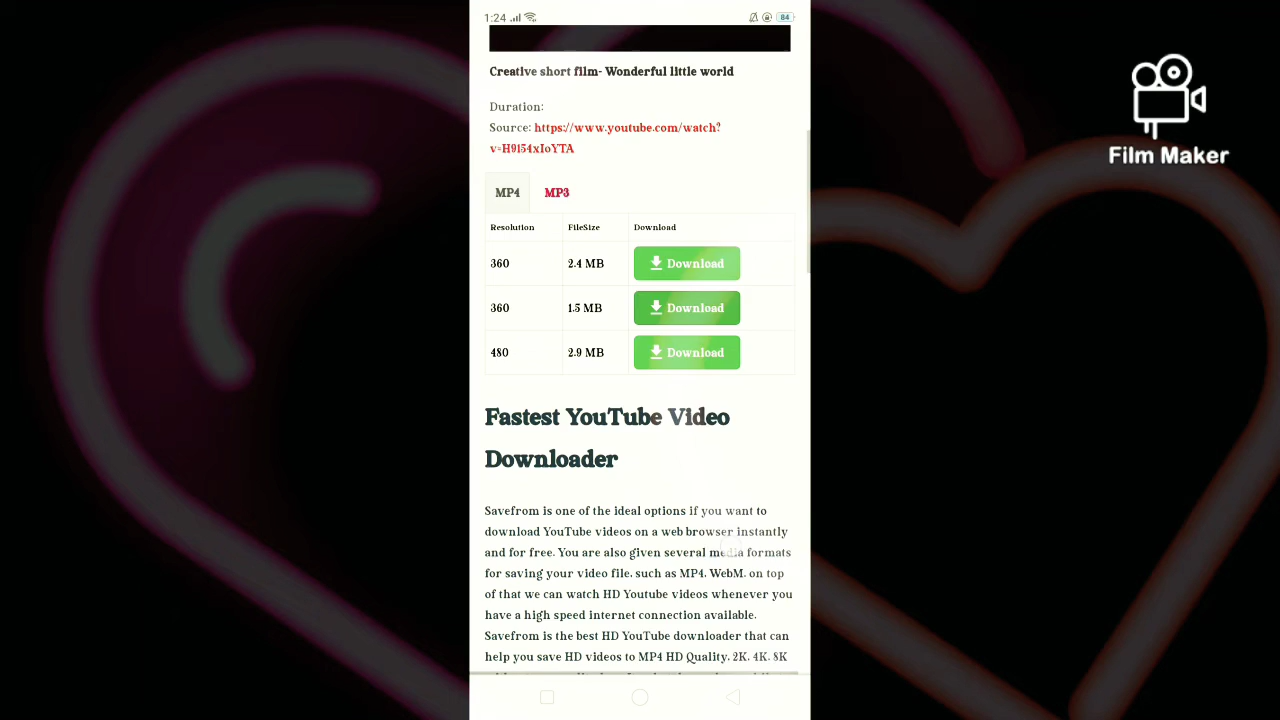 1:24
84
Creative short film- Wonderful little world
Duration:
Source: https://www.youtube.com/watch?
v=H9154xIoYTA
MP4 MP3
Resolution FileSize Download
360 2.4 MB Download
360 1.5 MB Download
480 2.9 MB Download
Fastest YouTube Video
Downloader
Savefrom is one of the ideal options if you want to
download YouTube videos on a web browser instantly
and for free. You are also given several media formats
for saving your video file, such as MP4, WebM, on top
of that we can watch HD Youtube videos whenever you
have a high speed internet connection available.
Savefrom is the best HD YouTube downloader that can
help you save HD videos to MP4 HD Quality, 2K, 4K, 8K
Film Maker